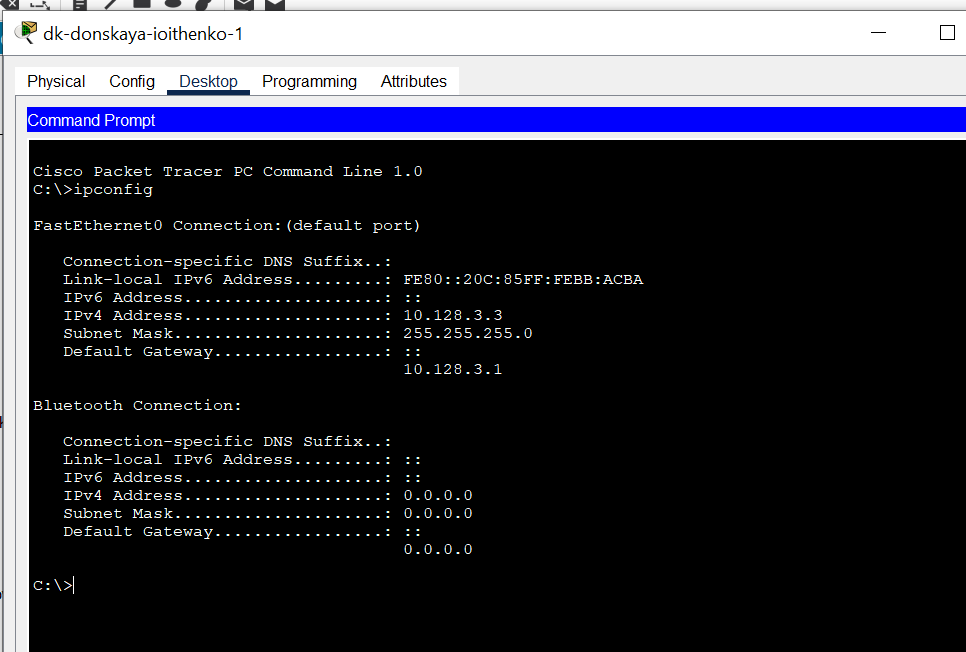 dk-donskaya-ioithenko-1
Physical Config Desktop Programming Attributes
Command Prompt
Cisco Packet Tracer PC Command Line 1.0
C:\>ipconfig
FastEthernet0 Connection:(default port)
Connection-specific DNS Suffix..:
Link-local IPv6 Address.........: FE80::20C:85FF:FEBB:ACBA
IPv6 Address....................: ::
IPv4 Address....................: 10.128.3.3
Subnet Mask.....................: 255.255.255.0
Default Gateway.................: ::
10.128.3.1
Bluetooth Connection:
Connection-specific DNS Suffix..:
Link-local IPv6 Address.........: ::
IPv6 Address....................: ::
IPv4 Address....................: 0.0.0.0
Subnet Mask.....................: 0.0.0.0
Default Gateway.................: ::
0.0.0.0
C:\>